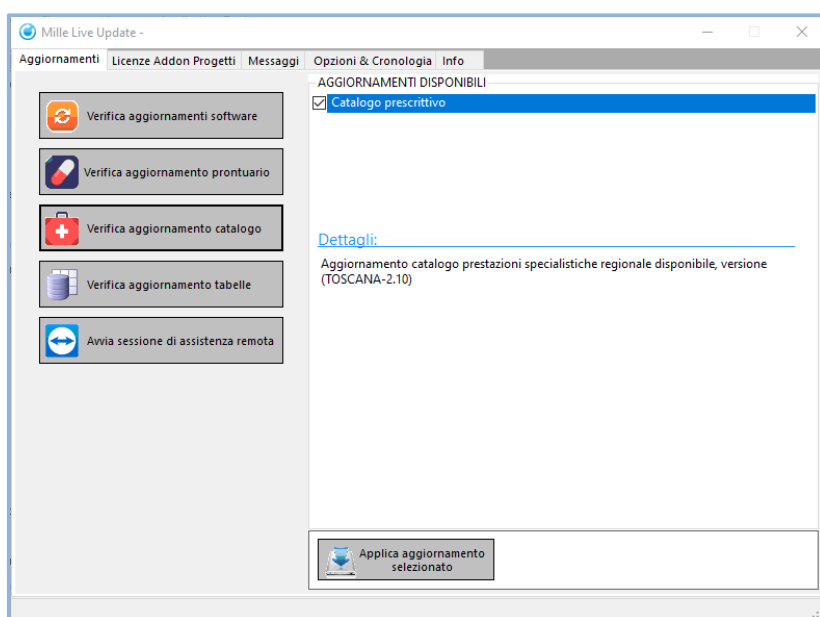 Mille Live Update -
Aggiornamenti
Licenze Addon Progetti
Messaggi
Opzioni & Cronologia
Info
Verifica aggiornamenti software
Verifica aggiornamento prontuario
Verifica aggiornamento catalogo
Verifica aggiornamento tabelle
Avvia sessione di assistenza remota
AGGIORNAMENTI DISPONIBILI
Catalogo prescrittivo
Dettagli:
Aggiornamento catalogo prestazioni specialistiche regionale disponibile, versione
(TOSCANA-2.10)
Applica aggiornamento
selezionato